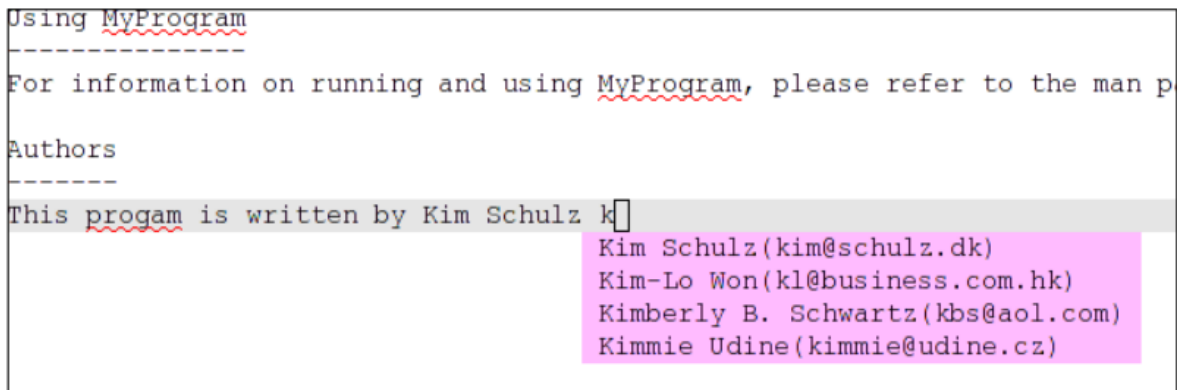 Using MyProgram
---------------
For information on running and using MyProgram, please refer to the man
Authors
-------
This progam is written by Kim Schulz k
Kim Schulz(kim@schulz.dk)
Kim-Lo Won(kl@business.com.hk)
Kimberly B. Schwartz(kbs@aol.com)
Kimmie Udine(kimmie@udine.cz)